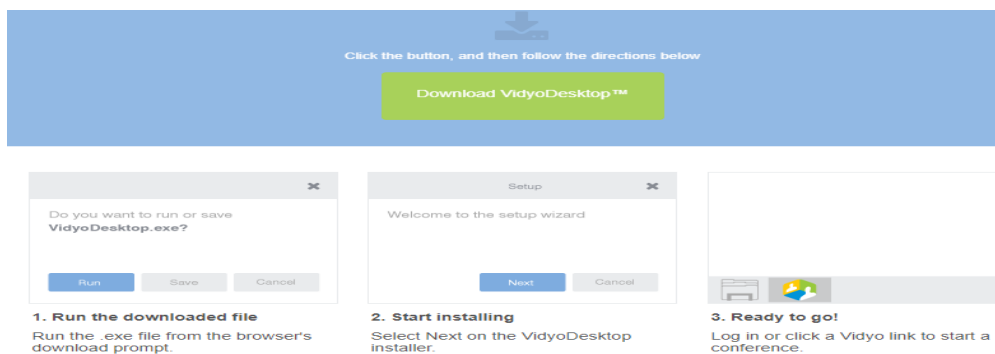 Click the button, and then follow the directions below
Download VidyoDesktop™
Do you want to run or save
VidyoDesktop.exe?
Run Save Cancel
1. Run the downloaded file
Run the .exe file from the browser's
download prompt.
Setup
Welcome to the setup wizard
Next Cancel
2. Start installing
Select Next on the VidyoDesktop
installer.
3. Ready to go!
Log in or click a Vidyo link to start a
conference.